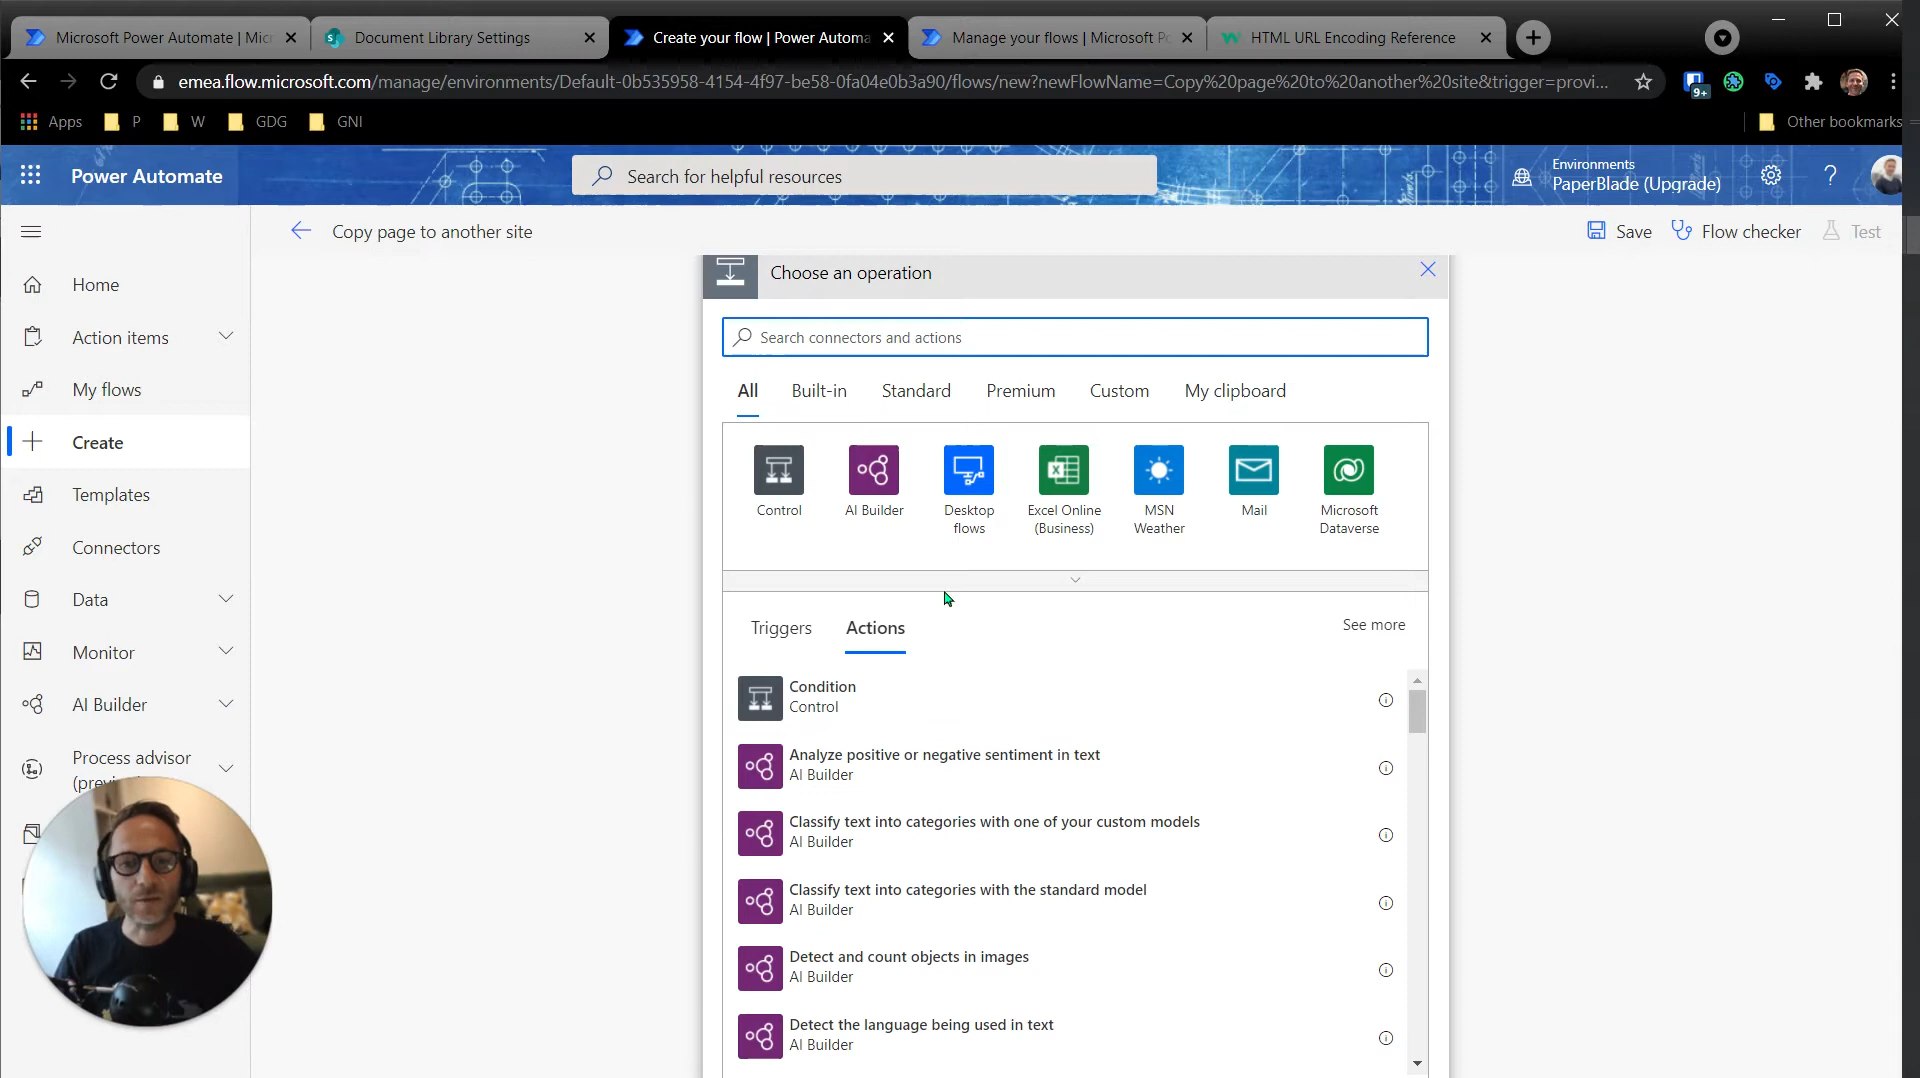 Microsoft Power Automate | Mic
Document Library Settings
Create your flow | Power Automa
Manage your flows | Microsoft Po
HTML URL Encoding Reference
emea.flow.microsoft.com/manage/environments/Default-0b535958-4154-4f97-be58-0fa04e0b3a90/flows/new?newFlowName=Copy%20page%20to%20another%20site&trigger=provi...
9+
Apps
P
W
GDG
GNI
Other bookmarks
Power Automate
Search for helpful resources
Environments
PaperBlade (Upgrade)
Copy page to another site
Save
Flow checker
Test
Home
Action items
My flows
Create
Templates
Connectors
Data
Monitor
AI Builder
Process advisor
Choose an operation
Search connectors and actions
All
Built-in
Standard
Premium
Custom
My clipboard
Control
AI Builder
Desktop
flows
Excel Online
(Business)
MSN
Weather
Mail
Microsoft
Dataverse
Triggers
Actions
See more
Condition
Control
Analyze positive or negative sentiment in text
AI Builder
Classify text into categories with one of your custom models
AI Builder
Classify text into categories with the standard model
AI Builder
Detect and count objects in images
AI Builder
Detect the language being used in text
AI Builder